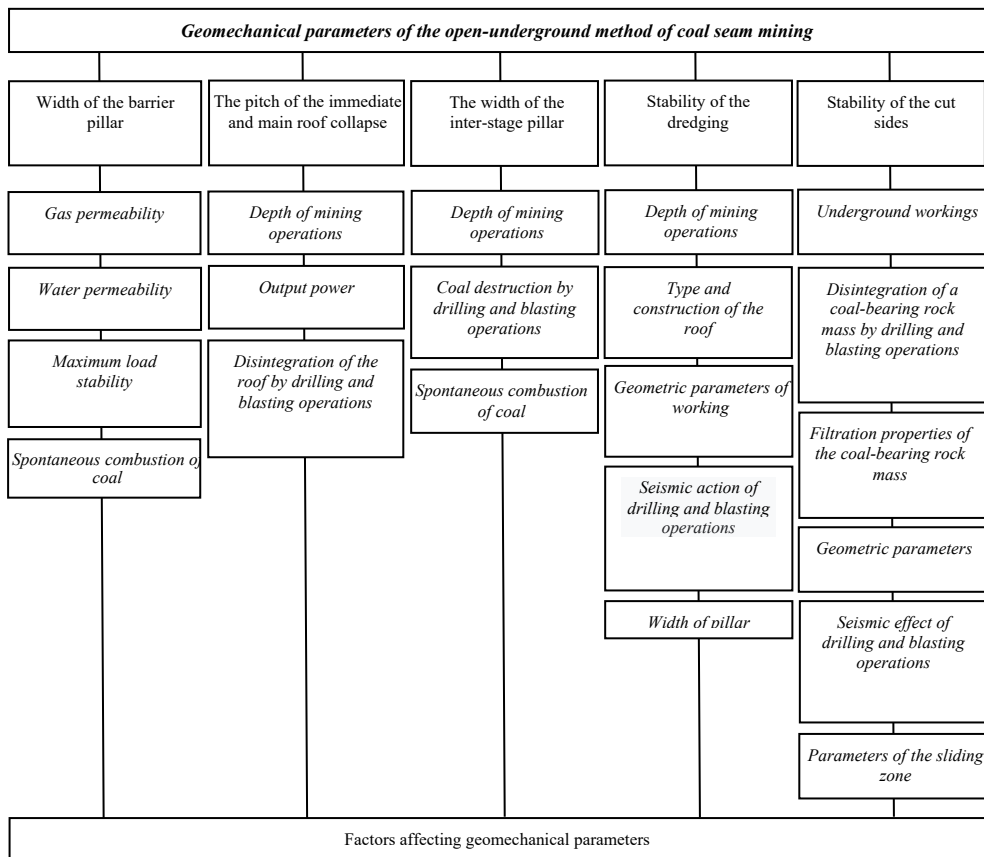 Geomechanical parameters of the open-underground method of coal seam mining
Width of the barrier
pillar
Gas permeability
Water permeability
Maximum load
stability
Spontaneous combustion of
coal
The pitch of the immediate
and main roof collapse
Depth of mining
operations
Output power
Disintegration of the
roof by drilling and
blasting operations
The width of the
inter-stage pillar
Depth of mining
operations
Coal destruction by
drilling and blasting
operations
Spontaneous combustion
of coal
Stability of the
dredging
Depth of mining
operations
Type and
construction of the
roof
Geometric parameters of
working
Seismic action of
drilling and blasting
operations
Width of pillar
Stability of the cut
sides
Underground workings
Disintegration of a
coal-bearing rock
mass by drilling and
blasting operations
Filtration properties of
the coal-bearing rock
mass
Geometric parameters
Seismic effect of
drilling and blasting
operations
Parameters of the sliding
zone
Factors affecting geomechanical parameters